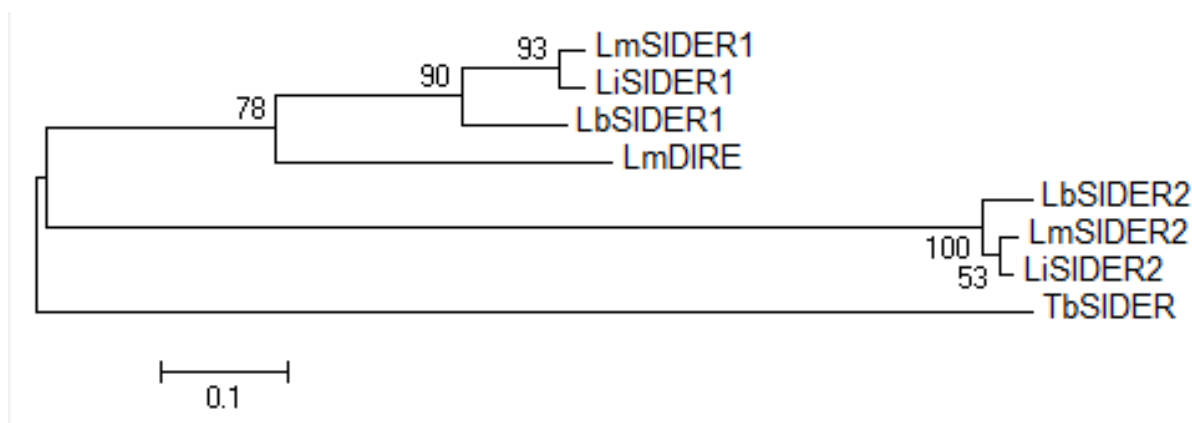 93
LmSIDER1
LiSIDER1
90
LbSIDER1
78
LmDIRE
LbSIDER2
LmSIDER2
100
LiSIDER2
53
TbSIDER
0.1